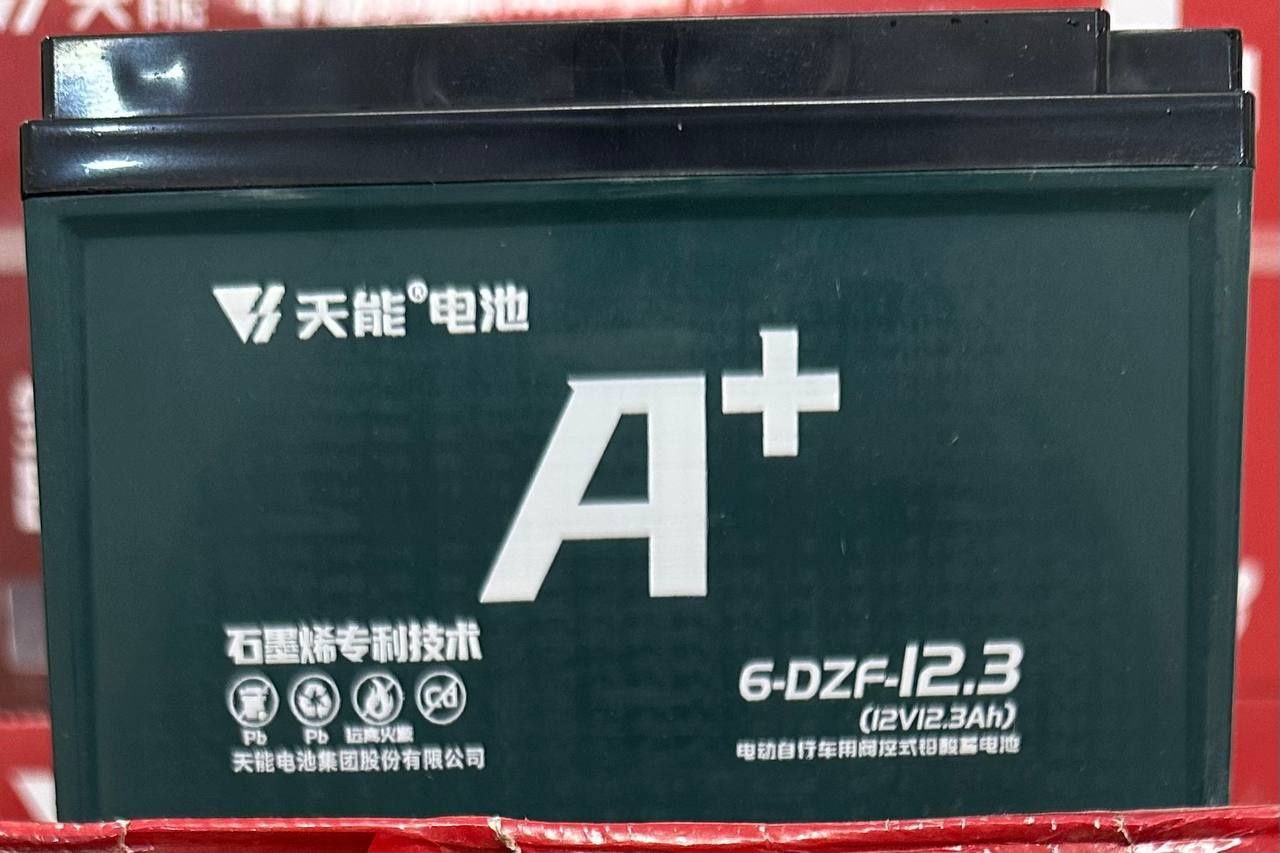 天能®电池
A+
石墨烯专利技术
Cd
Pb Pb 远离火源
天能电池集团股份有限公司
6-DZF-12.3
(12V12.3Ah)
电动自行车用阀控式铅酸蓄电池